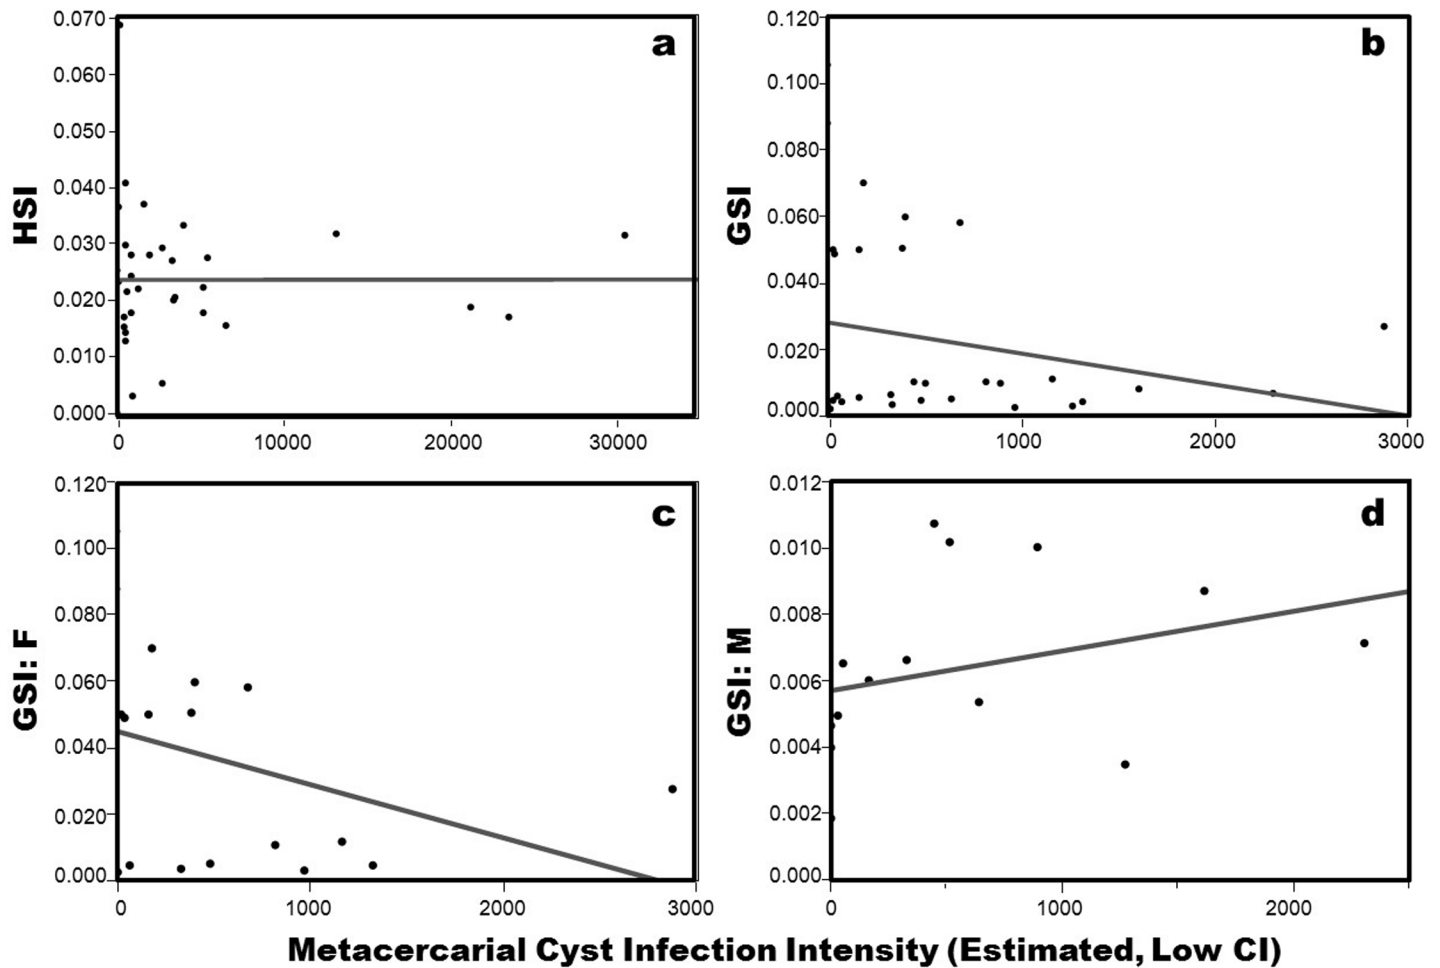 a
HSI
0.070
0.060
0.050
0.040
0.030
0.020
0.010
0.000
0 10000 20000 30000
b
GSI
0.120
0.100
0.080
0.060
0.040
0.020
0.000
0 1000 2000 3000
c
GSI: F
0.120
0.100
0.080
0.060
0.040
0.020
0.000
0 1000 2000 3000
d
GSI: M
0.012
0.010
0.008
0.006
0.004
0.002
0.000
0 1000 2000
Metacercarial Cyst Infection Intensity (Estimated, Low CI)